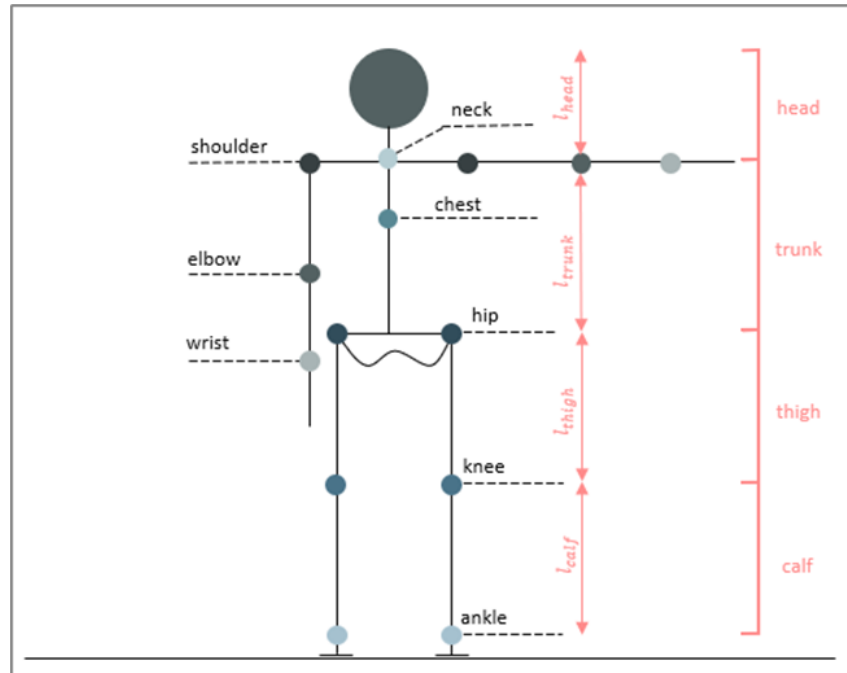 neck
l_head
head
shoulder
chest
l_trunk
trunk
elbow
hip
wrist
l_thigh
thigh
knee
l_calf
calf
ankle